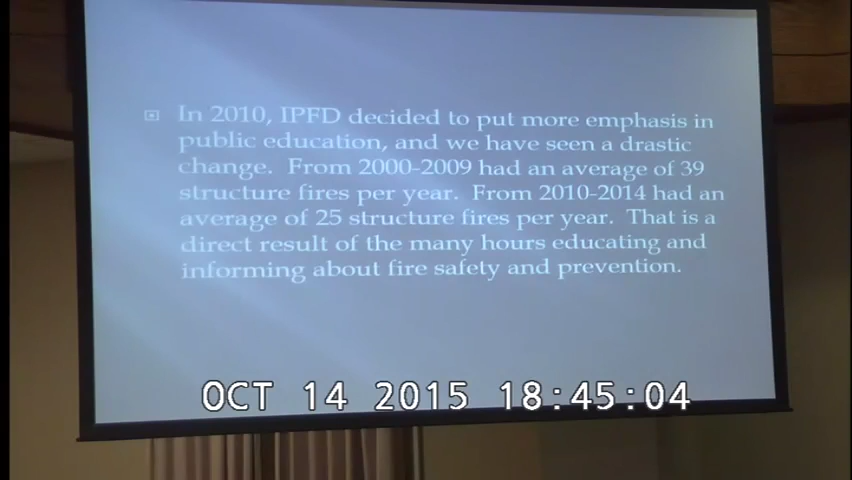 In 2010, IPFD decided to put more emphasis in
public education, and we have seen a drastic
change. From 2000-2009 had an average of 39
structure fires per year. From 2010-2014 had an
average of 25 structure fires per year. That is a
direct result of the many hours educating and
informing about fire safety and prevention.
OCT 14 2015 18:45:04